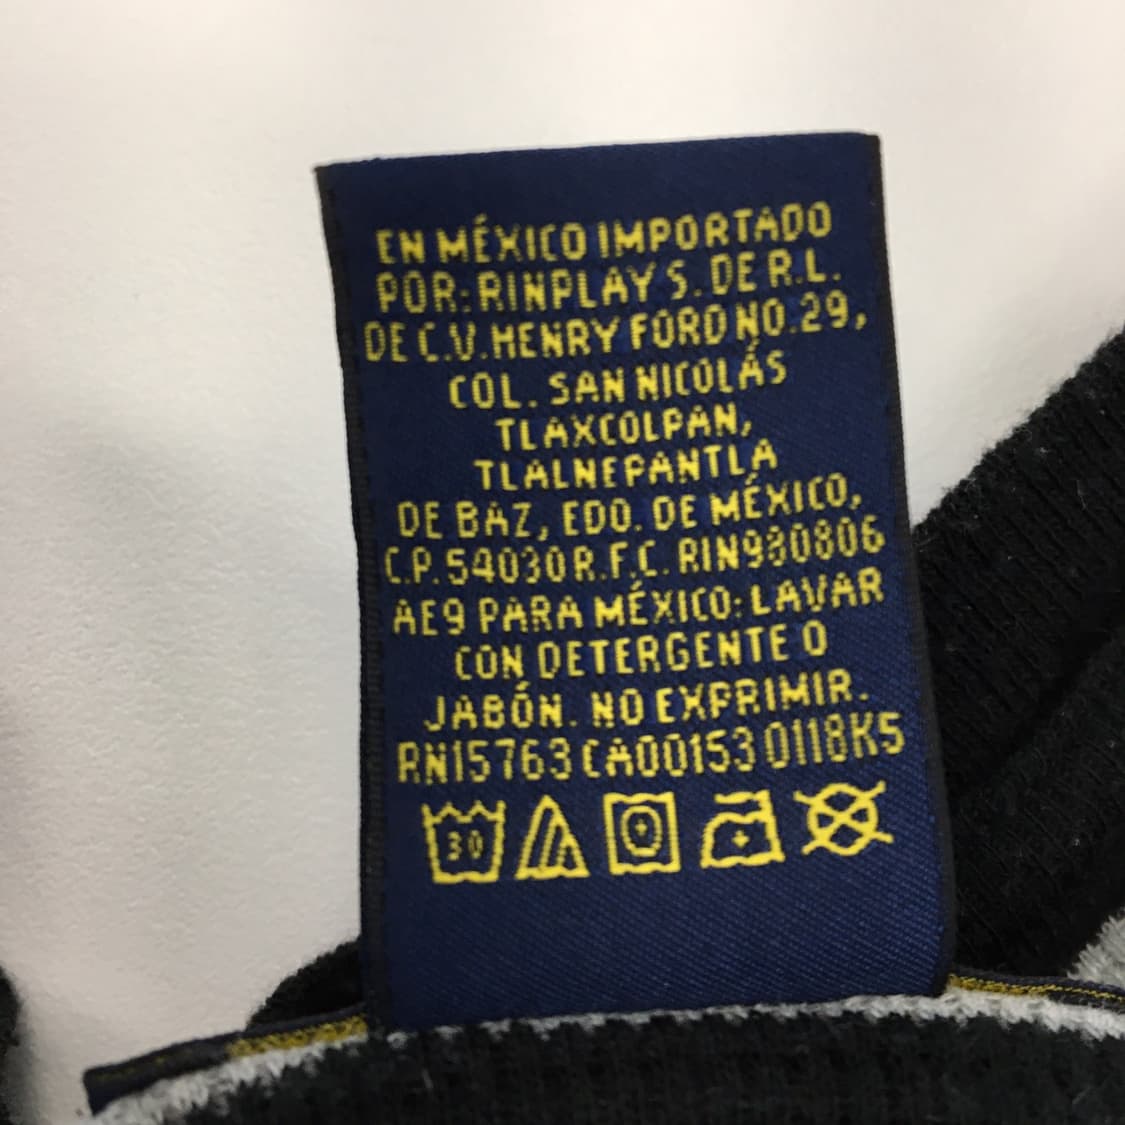 EN MÉXICO IMPORTADO
POR: RINPLAY S. DE R.L.
DE C.V. HENRY FORD NO. 29,
COL. SAN NICOLÁS
TLAXCOLPAN,
TLALNEPANTLA
DE BAZ, EDO. DE MÉXICO,
C.P. 54030 R.F.C. RIN980806
AE9 PARA MÉXICO: LAVAR
CON DETERGENTE O
JABÓN. NO EXPRIMIR.
RN15763 CA00153 0118K5
30